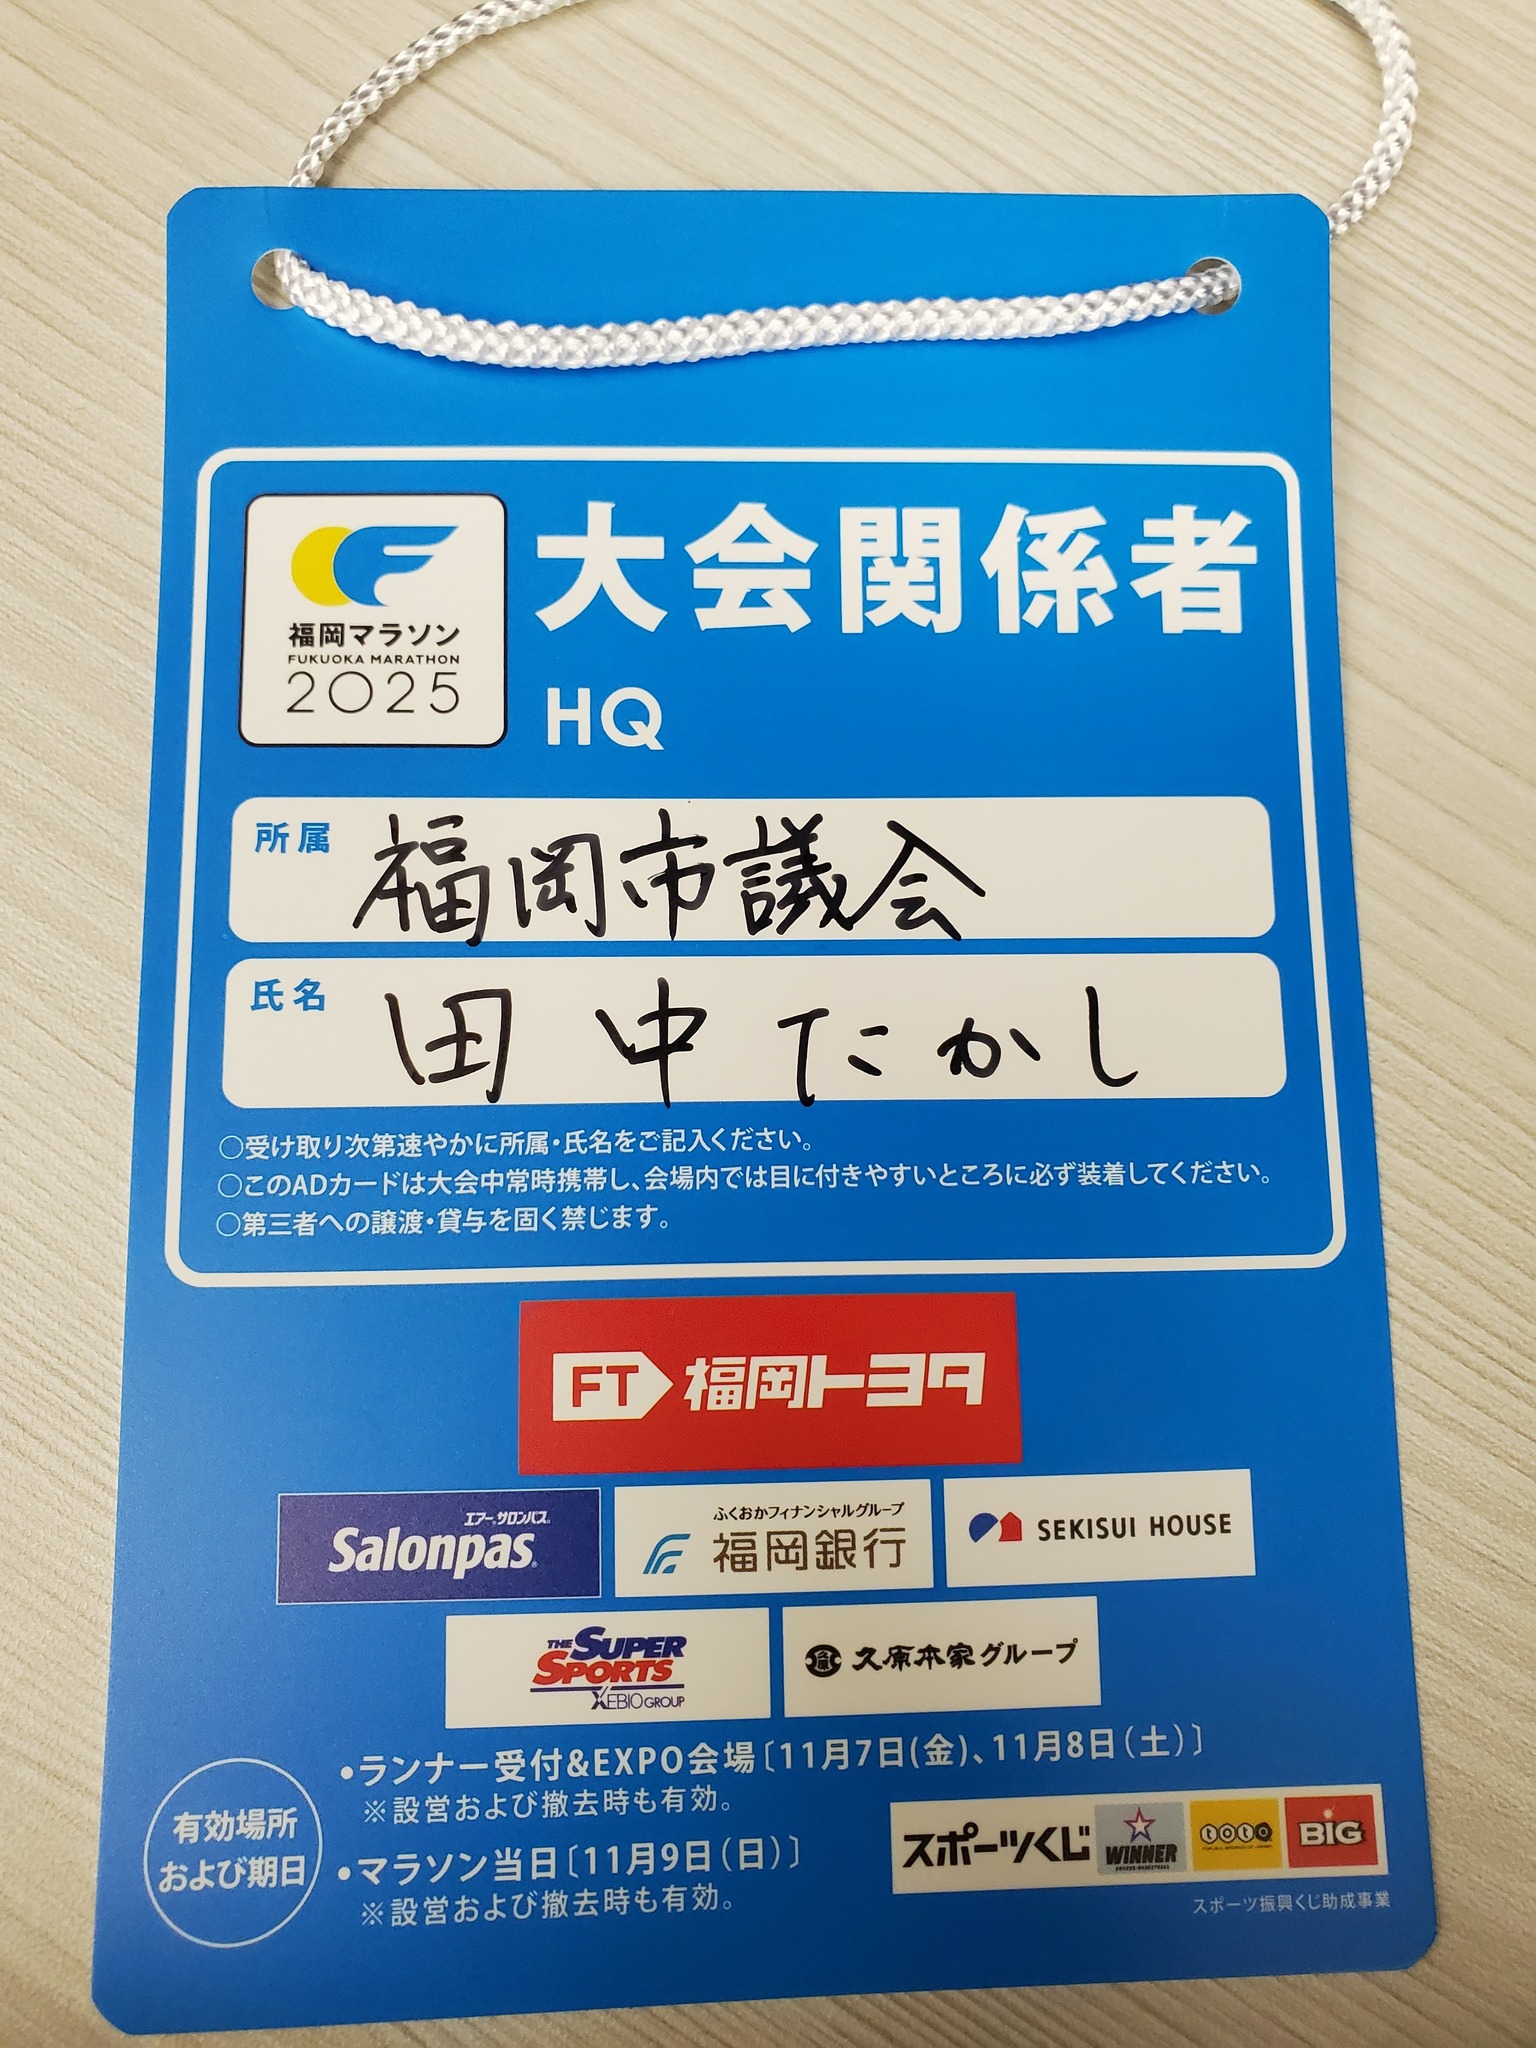 福岡マラソン
FUKUOKA MARATHON
2025
大会関係者
HQ
所属 福岡市議会
氏名 田中たかし
○受け取り次第速やかに所属・氏名をご記入ください。
○このADカードは大会中常時携帯し、会場内では目に付きやすいところに必ず装着してください。
○第三者への譲渡・貸与を固く禁じます。
FT 福岡トヨタ
エアー®サロンパス®
Salonpas®
ふくおかフィナンシャルグループ
福岡銀行
SEKISUI HOUSE
THE SUPER
SPORTS
XEBIO GROUP
久原本家グループ
有効場所
および期日
•ランナー受付&EXPO会場〔11月7日(金)、11月8日(土)〕
※設営および撤去時も有効。
•マラソン当日〔11月9日(日)〕
※設営および撤去時も有効。
スポーツくじ WINNER toto BIG
スポーツ振興くじ助成事業